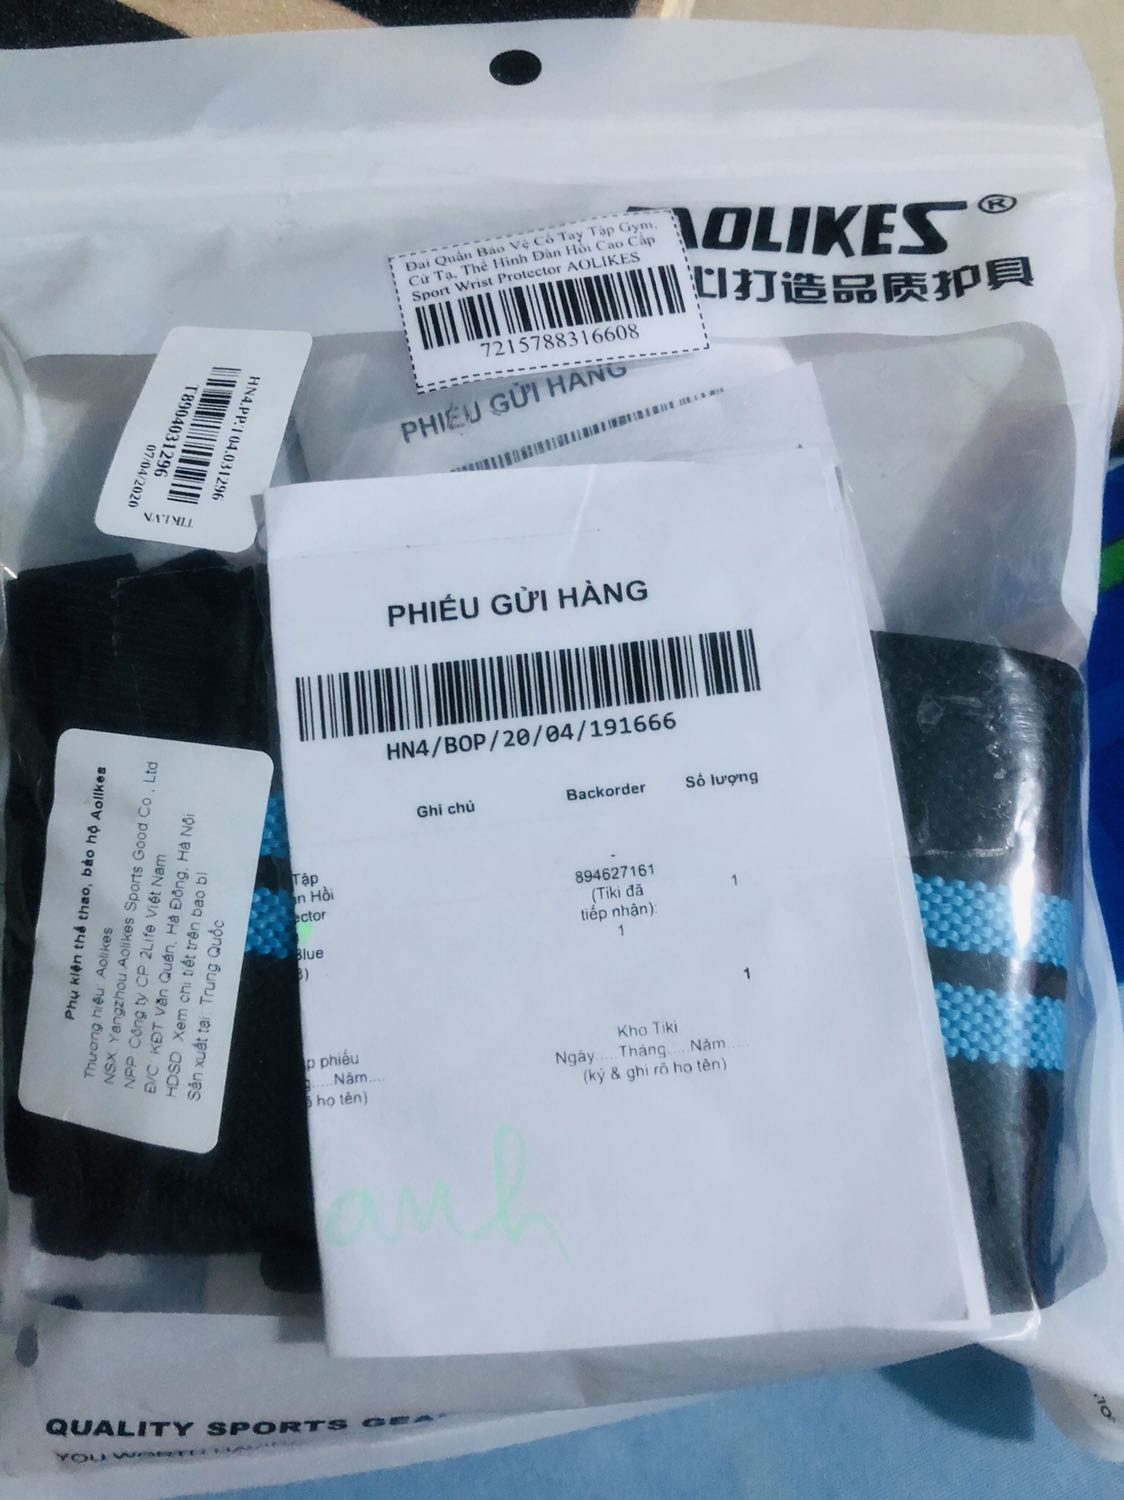 AOLIKES®
心打造品质护具
Đai Quấn Bảo Vệ Cổ Tay Tập Gym,
Cử Tạ, Thể Hình Đàn Hồi Cao Cấp
Sport Wrist Protector AOLIKES
7215788316608
HN4.PP.T04.031296
T8904031296
07/04/2020
TIKI.VN
PHIẾU GỬI HÀNG
PHIẾU GỬI HÀNG
HN4/BOP/20/04/191666
Ghi chú Backorder Số lượng
-
Tập 894627161 1
n Hồi (Tiki đã
ector tiếp nhận):
1
Blue
1
Kho Tiki
p phiếu Ngày.....Tháng.....Năm.....
.....Năm.... (ký & ghi rõ họ tên)
họ tên)
anh
Phụ kiện thể thao, bảo hộ Aolikes
Thương hiệu Aolikes
NSX Yangzhou Aolikes Sports Good Co . Ltd
NPP Công ty CP 2Life Việt Nam
Đ/C KĐT Văn Quán, Hà Đông, Hà Nội
HDSD Xem chi tiết trên bao bì
Sản xuất tại Trung Quốc
QUALITY SPORTS GEA
YOU WORTH